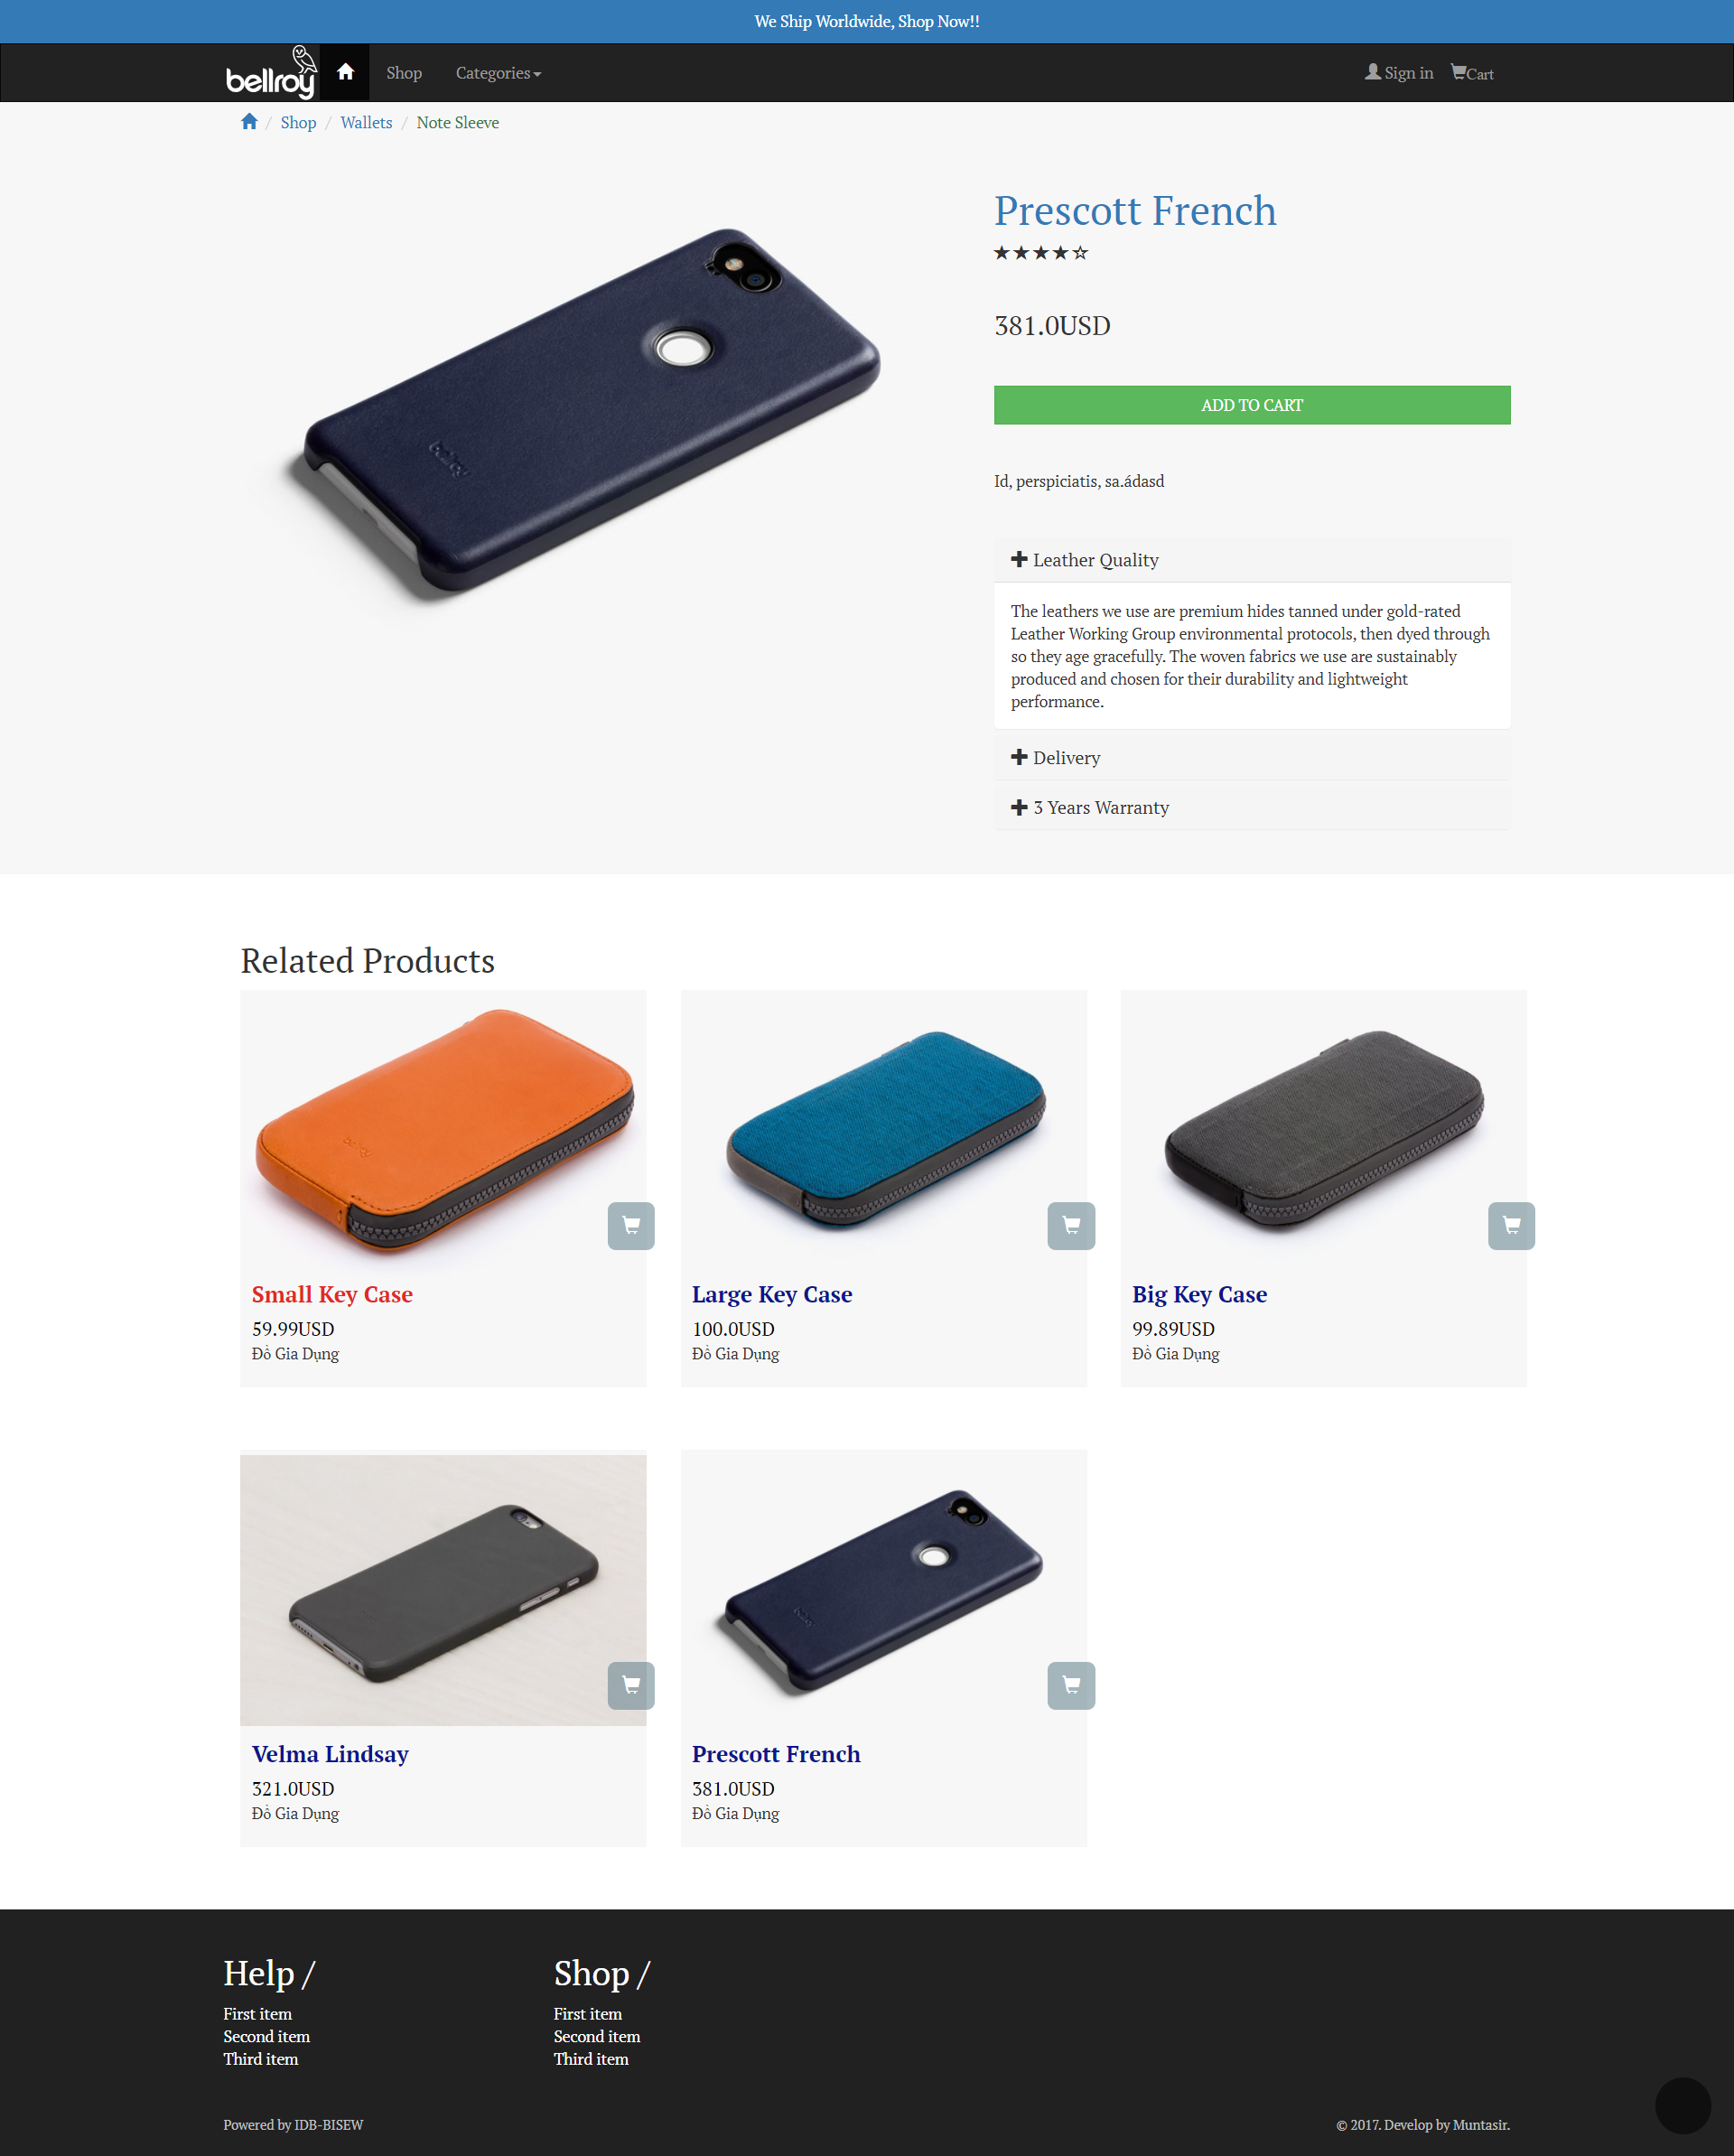 We Ship Worldwide, Shop Now!!
bellroy
Shop
Categories
Sign in
Cart
/ Shop / Wallets / Note Sleeve
Prescott French
★★★★☆
381.0USD
ADD TO CART
Id, perspiciatis, sa.ádasd
Leather Quality
The leathers we use are premium hides tanned under gold-rated
Leather Working Group environmental protocols, then dyed through
so they age gracefully. The woven fabrics we use are sustainably
produced and chosen for their durability and lightweight
performance.
Delivery
3 Years Warranty
bellroy
Related Products
bellroy
Small Key Case
59.99USD
Đồ Gia Dụng
Large Key Case
100.0USD
Đồ Gia Dụng
Big Key Case
99.89USD
Đồ Gia Dụng
Velma Lindsay
321.0USD
Đồ Gia Dụng
bellroy
Prescott French
381.0USD
Đồ Gia Dụng
Help /
First item
Second item
Third item
Shop /
First item
Second item
Third item
Powered by IDB-BISEW
© 2017. Develop by Muntasir.